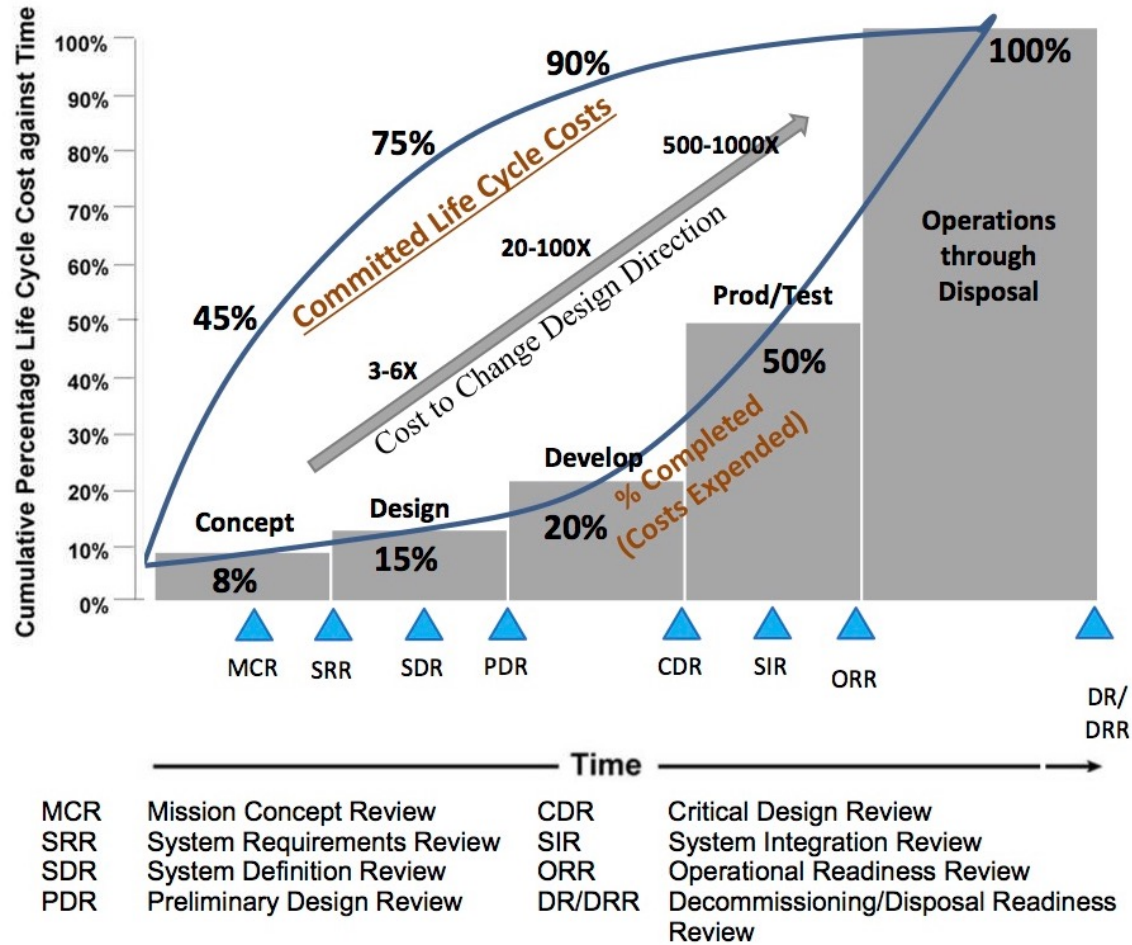 Cumulative Percentage Life Cycle Cost against Time
100%
90%
80%
70%
60%
50%
40%
30%
20%
10%
0%
45%
75%
90%
100%
Committed Life Cycle Costs
500-1000X
20-100X
3-6X
Cost to Change Design Direction
Operations
through
Disposal
Prod/Test
50%
Develop
20%
% Completed
(Costs Expended)
Design
15%
Concept
8%
MCR
SRR
SDR
PDR
CDR
SIR
ORR
DR/
DRR
Time
MCR Mission Concept Review
SRR System Requirements Review
SDR System Definition Review
PDR Preliminary Design Review
CDR Critical Design Review
SIR System Integration Review
ORR Operational Readiness Review
DR/DRR Decommissioning/Disposal Readiness
Review